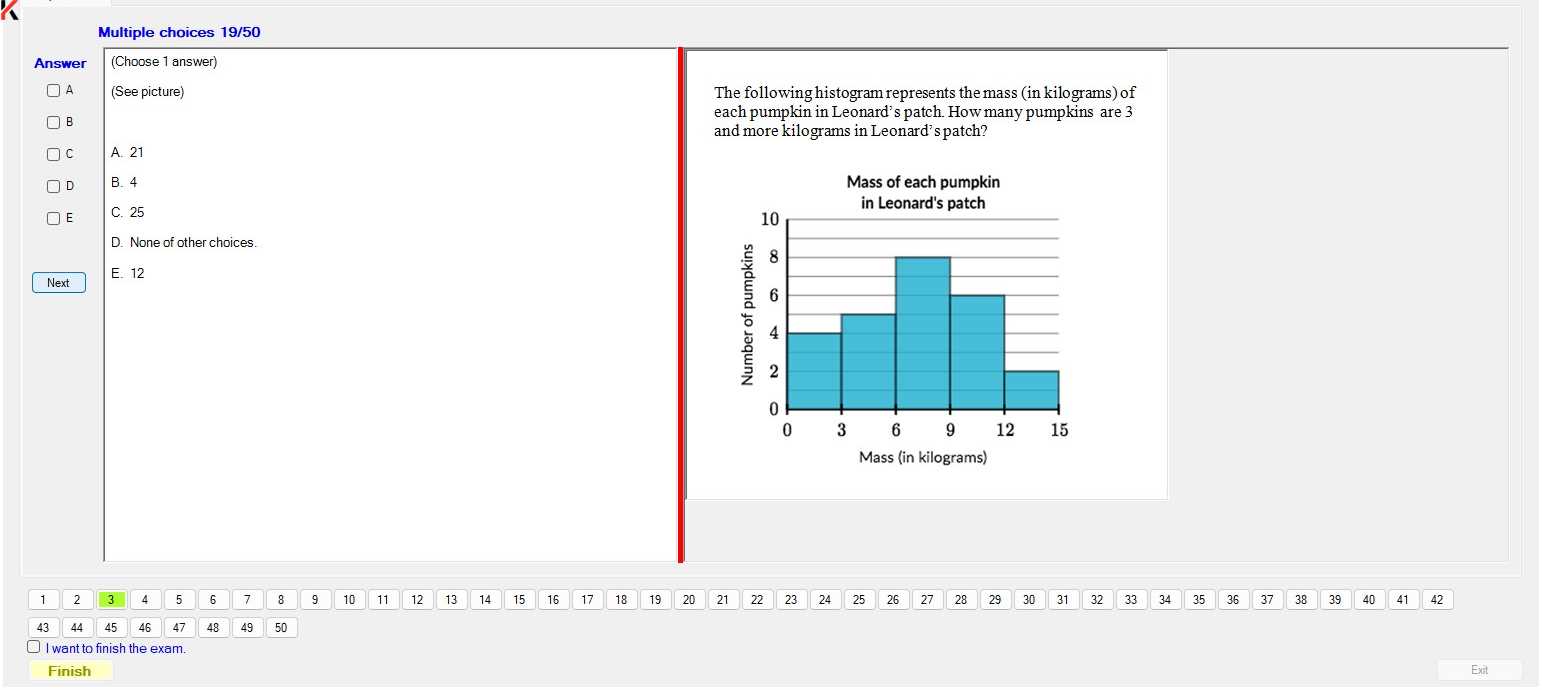 Multiple choices 19/50
Answer
A
B
C
D
E
Next
(Choose 1 answer)
(See picture)
A. 21
B. 4
C. 25
D. None of other choices.
E. 12
The following histogram represents the mass (in kilograms) of
each pumpkin in Leonard's patch. How many pumpkins are 3
and more kilograms in Leonard's patch?
Mass of each pumpkin
in Leonard's patch
Number of pumpkins
10
8
6
4
2
0
0 3 6 9 12 15
Mass (in kilograms)
1 2 3 4 5 6 7 8 9 10 11 12 13 14 15 16 17 18 19 20 21 22 23 24 25 26 27 28 29 30 31 32 33 34 35 36 37 38 39 40 41 42
43 44 45 46 47 48 49 50
I want to finish the exam.
Finish
Exit